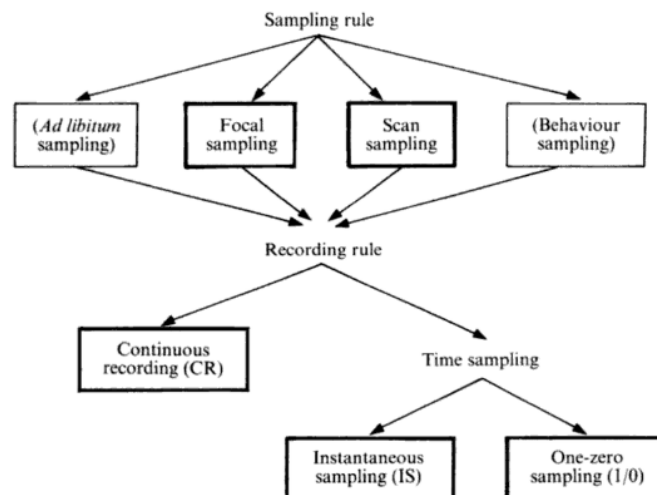 Sampling rule
(Ad libitum
sampling)
Focal
sampling
Scan
sampling
(Behaviour
sampling)
Recording rule
Continuous
recording (CR)
Time sampling
Instantaneous
sampling (IS)
One-zero
sampling (1/0)